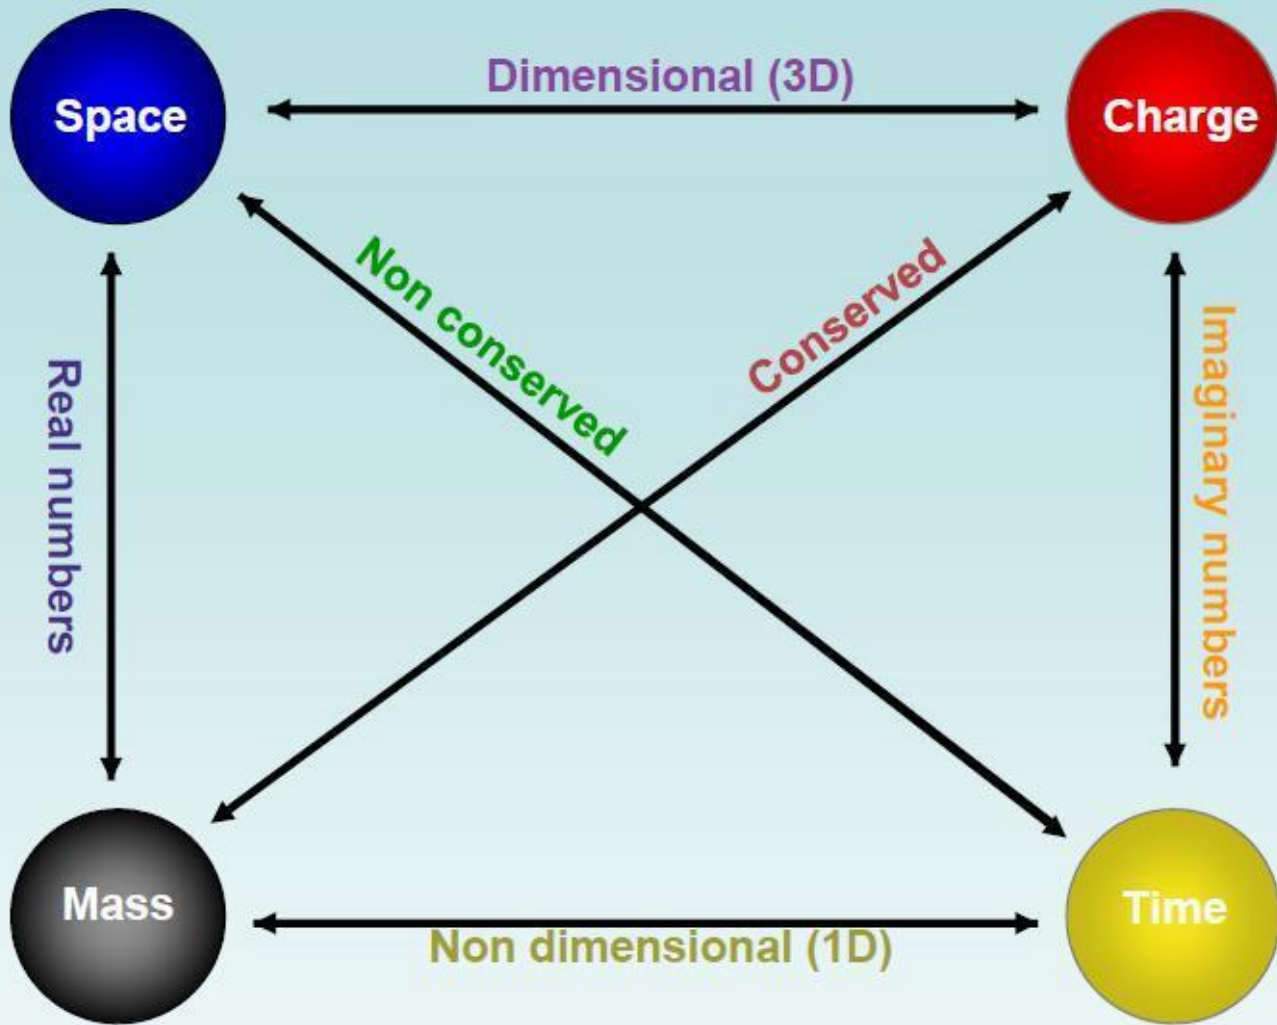 Dimensional (3D)
Space
Charge
Non conserved
Conserved
Real numbers
Imaginary numbers
Mass
Time
Non dimensional (1D)